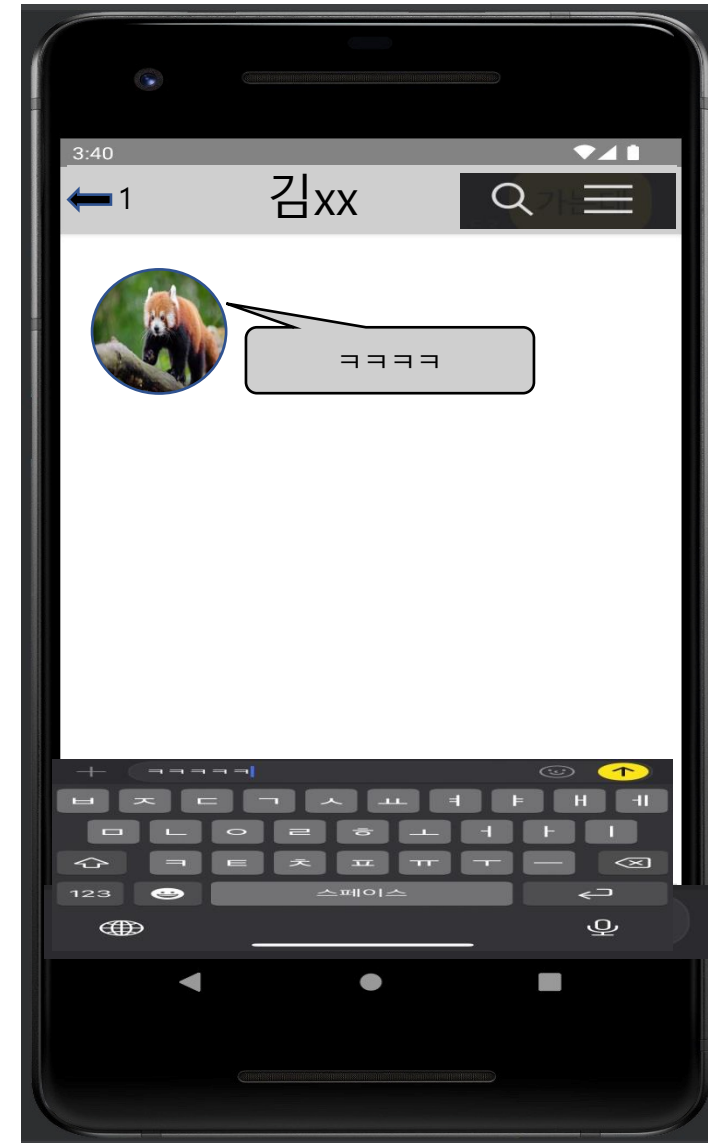 3:40
1 김xx
ㅋㅋㅋㅋ
ㅋㅋㅋㅋㅋ
ㅂ ㅈ ㄷ ㄱ ㅅ ㅛ ㅕ ㅑ ㅐ ㅔ
ㅁ ㄴ ㅇ ㄹ ㅎ ㅗ ㅓ ㅏ ㅣ
ㅋ ㅌ ㅊ ㅍ ㅠ ㅜ ㅡ
123 스페이스